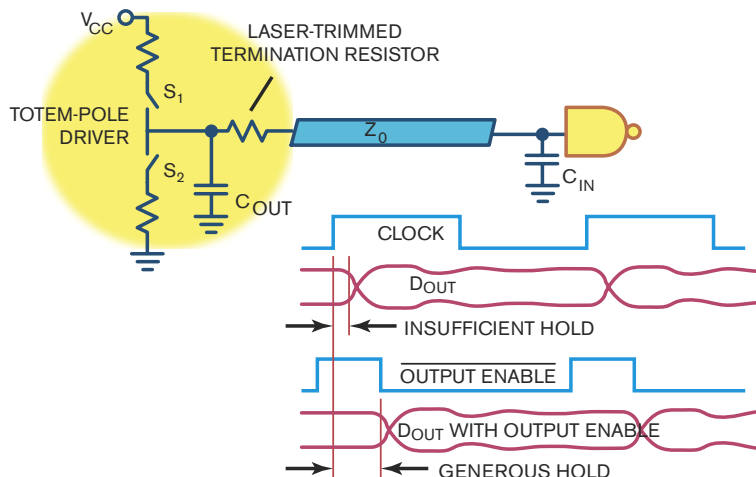 VCC
LASER-TRIMMED
TERMINATION RESISTOR
S1
TOTEM-POLE
DRIVER
Z0
S2
COUT
CIN
CLOCK
DOUT
INSUFFICIENT HOLD
OUTPUT ENABLE
DOUT WITH OUTPUT ENABLE
GENEROUS HOLD